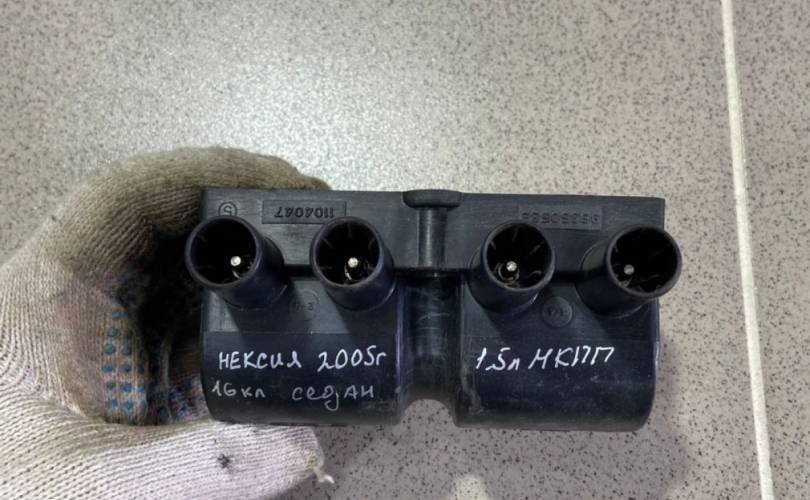 1104047
НЕКСИЯ 2005г
16кл седАН
1,5л МКПП